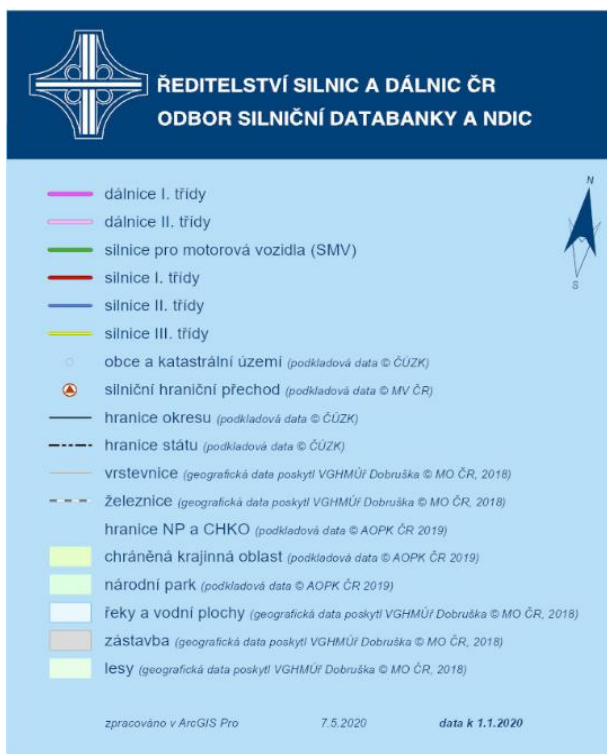 ŘEDITELSTVÍ SILNIC A DÁLNIC ČR
ODBOR SILNIČNÍ DATABANKY A NDIC
N
S
dálnice I. třídy
dálnice II. třídy
silnice pro motorová vozidla (SMV)
silnice I. třídy
silnice II. třídy
silnice III. třídy
obce a katastrální území (podkladová data © ČÚZK)
silniční hraniční přechod (podkladová data © MV ČR)
hranice okresu (podkladová data © ČÚZK)
hranice státu (podkladová data © ČÚZK)
vrstevnice (geografická data poskytl VGHMÚř Dobruška © MO ČR, 2018)
železnice (geografická data poskytl VGHMÚř Dobruška © MO ČR, 2018)
hranice NP a CHKO (podkladová data © AOPK ČR 2019)
chráněná krajinná oblast (podkladová data © AOPK ČR 2019)
národní park (podkladová data © AOPK ČR 2019)
řeky a vodní plochy (geografická data poskytl VGHMÚř Dobruška © MO ČR, 2018)
zástavba (geografická data poskytl VGHMÚř Dobruška © MO ČR, 2018)
lesy (geografická data poskytl VGHMÚř Dobruška © MO ČR, 2018)
zpracováno v ArcGIS Pro 7.5.2020 data k 1.1.2020